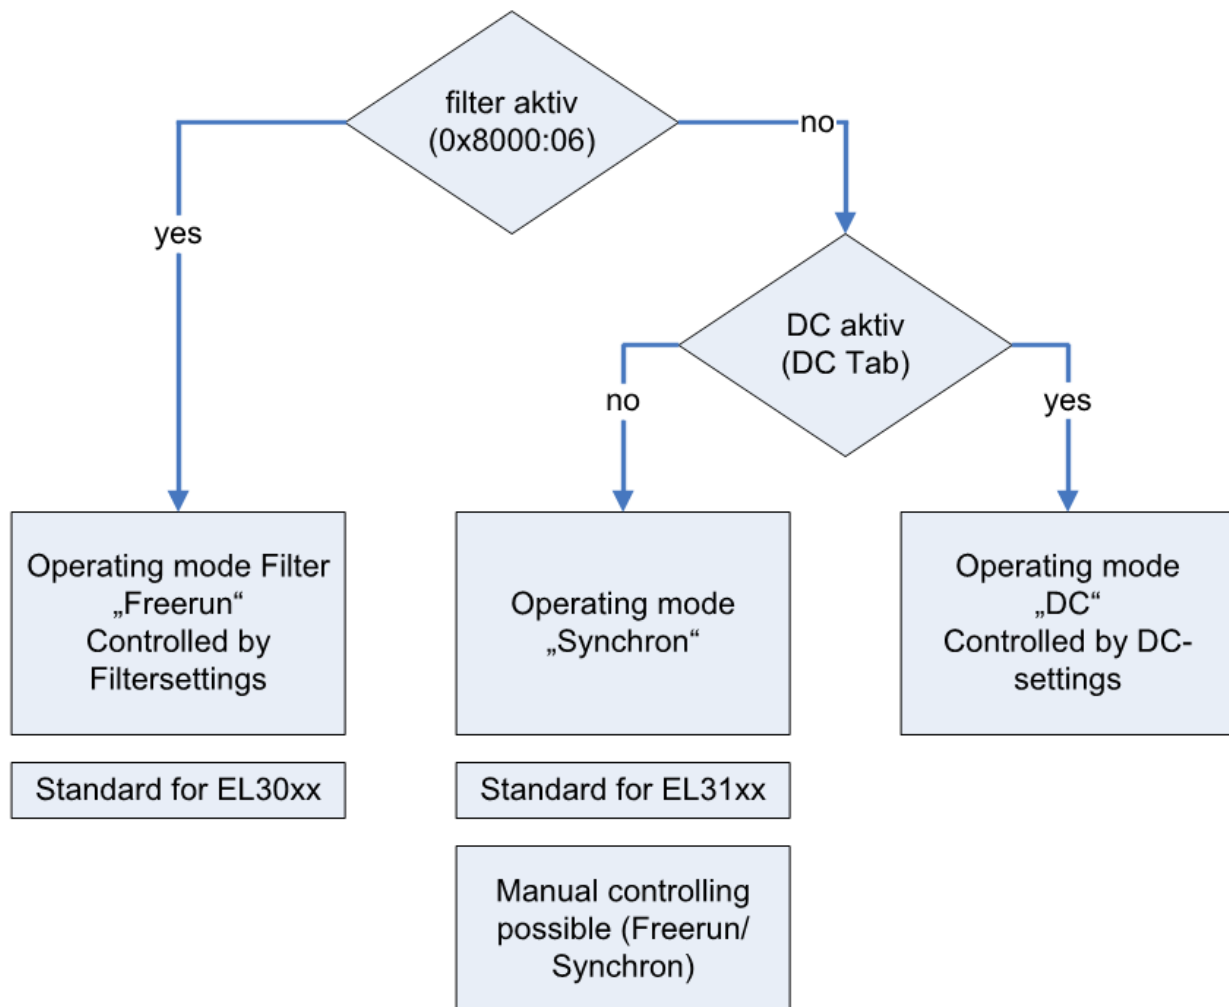 filter aktiv
(0x8000:06)
no
yes
DC aktiv
(DC Tab)
no
yes
Operating mode Filter
„Freerun“
Controlled by
Filtersettings
Operating mode
„Synchron“
Operating mode
„DC“
Controlled by DC-
settings
Standard for EL30xx
Standard for EL31xx
Manual controlling
possible (Freerun/
Synchron)